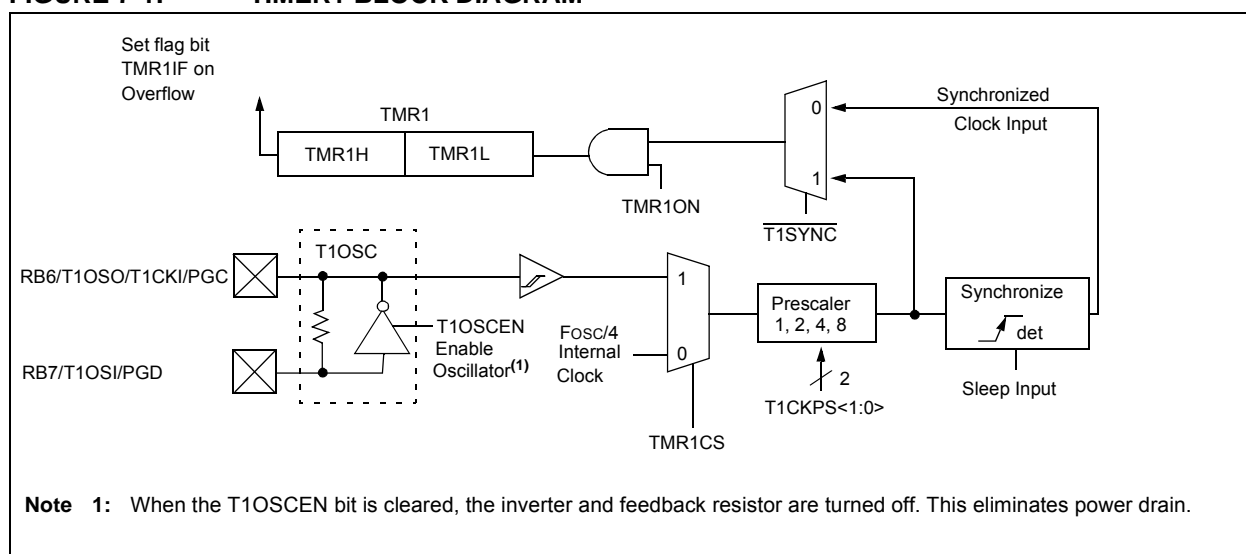 Set flag bit
TMR1IF on
Overflow
TMR1
TMR1H
TMR1L
TMR1ON
0
1
T1SYNC
Synchronized
Clock Input
RB6/T1OSO/T1CKI/PGC
T1OSC
RB7/T1OSI/PGD
T1OSCEN
Enable
Oscillator(1)
FOSC/4
Internal
Clock
1
0
TMR1CS
Prescaler
1, 2, 4, 8
2
T1CKPS<1:0>
Synchronize
det
Sleep Input
Note 1: When the T1OSCEN bit is cleared, the inverter and feedback resistor are turned off. This eliminates power drain.